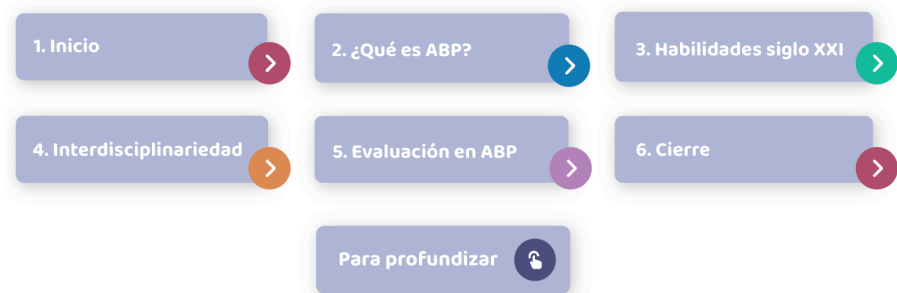 1. Inicio
2. ¿Qué es ABP?
3. Habilidades siglo XXI
4. Interdisciplinariedad
5. Evaluación en ABP
6. Cierre
Para profundizar